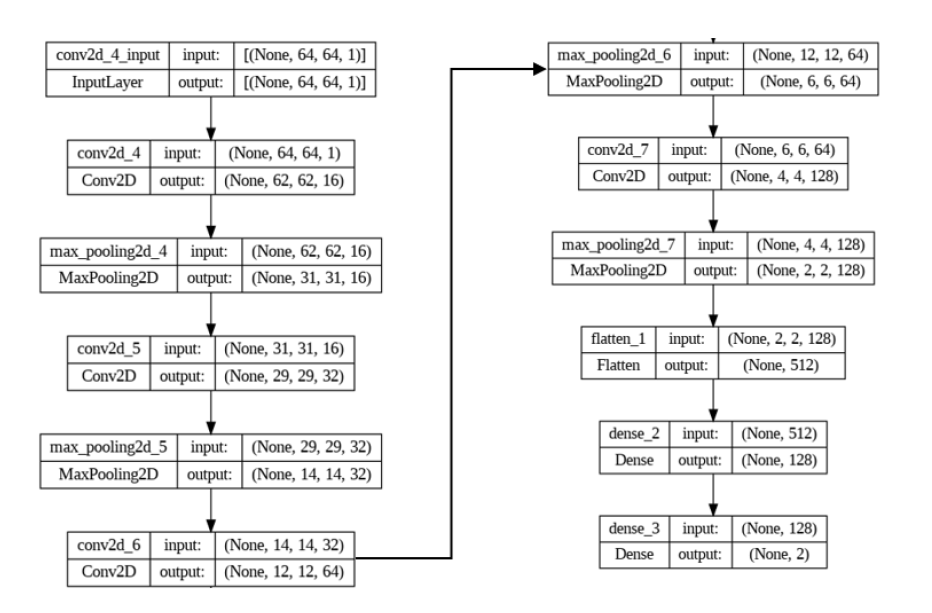 conv2d_4_input input: [(None, 64, 64, 1)]
InputLayer output: [(None, 64, 64, 1)]
conv2d_4 input: (None, 64, 64, 1)
Conv2D output: (None, 62, 62, 16)
max_pooling2d_4 input: (None, 62, 62, 16)
MaxPooling2D output: (None, 31, 31, 16)
conv2d_5 input: (None, 31, 31, 16)
Conv2D output: (None, 29, 29, 32)
max_pooling2d_5 input: (None, 29, 29, 32)
MaxPooling2D output: (None, 14, 14, 32)
conv2d_6 input: (None, 14, 14, 32)
Conv2D output: (None, 12, 12, 64)
max_pooling2d_6 input: (None, 12, 12, 64)
MaxPooling2D output: (None, 6, 6, 64)
conv2d_7 input: (None, 6, 6, 64)
Conv2D output: (None, 4, 4, 128)
max_pooling2d_7 input: (None, 4, 4, 128)
MaxPooling2D output: (None, 2, 2, 128)
flatten_1 input: (None, 2, 2, 128)
Flatten output: (None, 512)
dense_2 input: (None, 512)
Dense output: (None, 128)
dense_3 input: (None, 128)
Dense output: (None, 2)